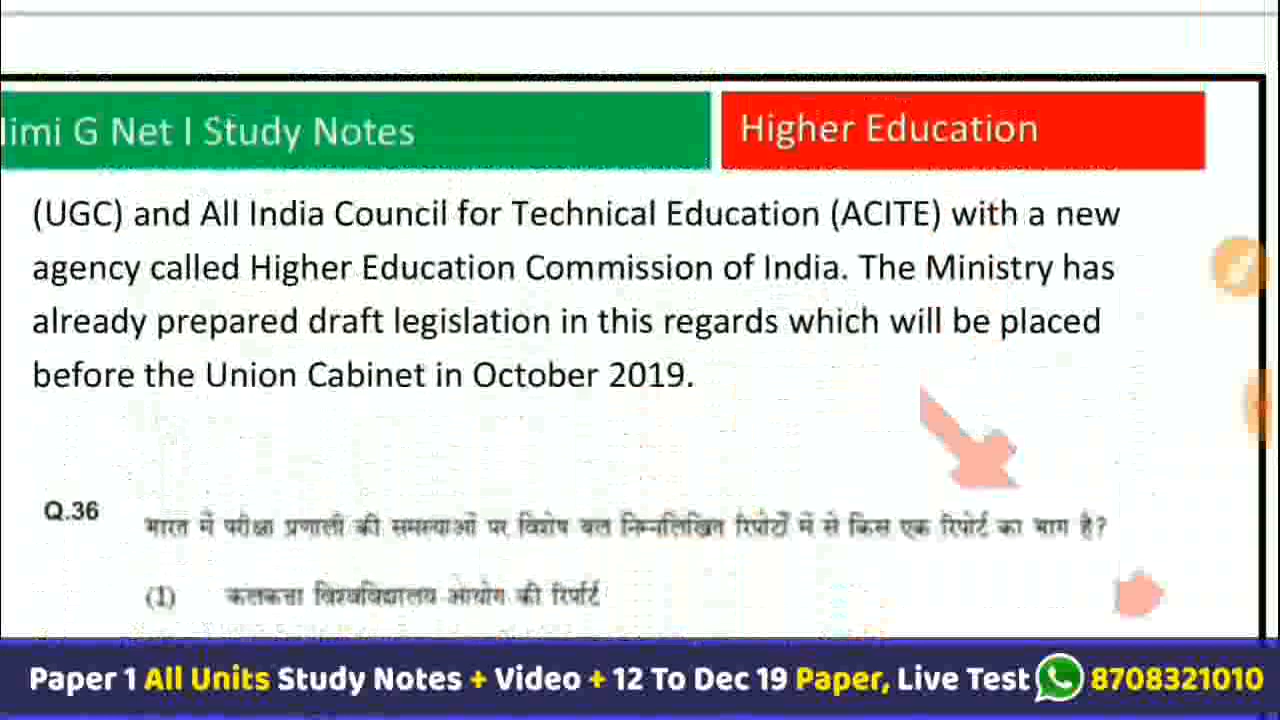 limi G Net I Study Notes
Higher Education
(UGC) and All India Council for Technical Education (ACITE) with a new
agency called Higher Education Commission of India. The Ministry has
already prepared draft legislation in this regards which will be placed
before the Union Cabinet in October 2019.
Q.36 भारत में परीक्षा प्रणाली की समस्याओं पर विशेष बल निम्नलिखित रिपोर्टों में से किस एक रिपोर्ट का भाग है?
(1) कलकत्ता विश्वविद्यालय आयोग की रिपोर्ट
Paper 1 All Units Study Notes + Video + 12 To Dec 19 Paper, Live Test 8708321010